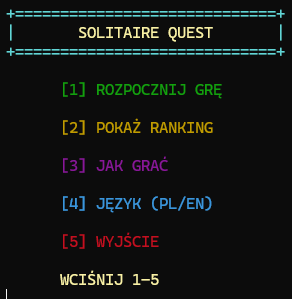 SOLITAIRE QUEST
[1] ROZPOCZNIJ GRĘ
[2] POKAŻ RANKING
[3] JAK GRAĆ
[4] JĘZYK (PL/EN)
[5] WYJŚCIE
WCIŚNIJ 1-5